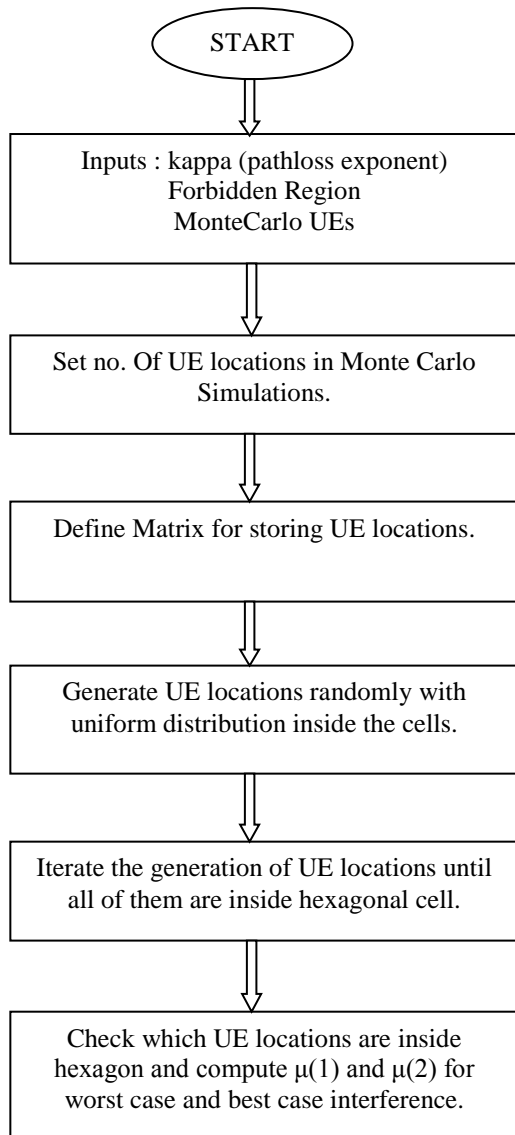 START
Inputs : kappa (pathloss exponent)
Forbidden Region
MonteCarlo UEs
Set no. Of UE locations in Monte Carlo
Simulations.
Define Matrix for storing UE locations.
Generate UE locations randomly with
uniform distribution inside the cells.
Iterate the generation of UE locations until
all of them are inside hexagonal cell.
Check which UE locations are inside
hexagon and compute μ(1) and μ(2) for
worst case and best case interference.